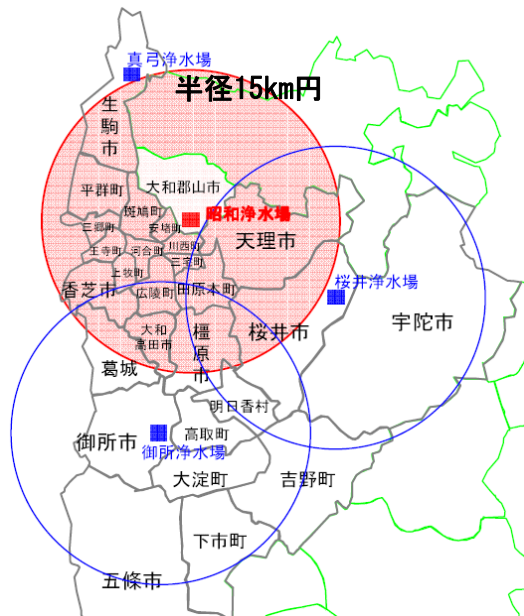 真弓浄水場
半径15km円
生駒市
平群町
大和郡山市
斑鳩町
昭和浄水場
三郷町
安堵町
天理市
王寺町
河合町
川西町
三宅町
上牧町
香芝市
広陵町
田原本町
桜井浄水場
宇陀市
桜井市
大和
高田市
橿原市
葛城
明日香村
御所市
高取町
御所浄水場
大淀町
吉野町
下市町
五條市